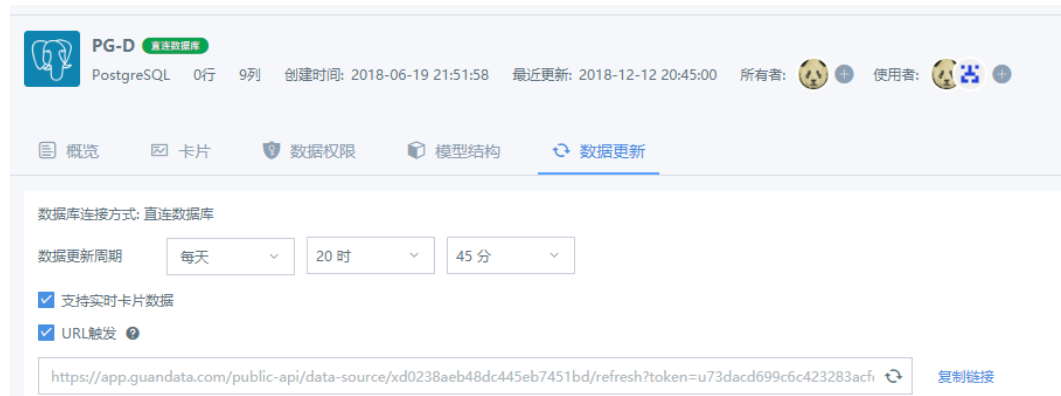 PG-D 直连数据库
PostgreSQL 0行 9列 创建时间: 2018-06-19 21:51:58 最近更新: 2018-12-12 20:45:00 所有者: 使用者:
概览 卡片 数据权限 模型结构 数据更新
数据库连接方式: 直连数据库
数据更新周期 每天 20 时 45 分
支持实时卡片数据
URL触发
https://app.guandata.com/public-api/data-source/xd0238aeb48dc445eb7451bd/refresh?token=u73dacd699c6c423283acf 复制链接